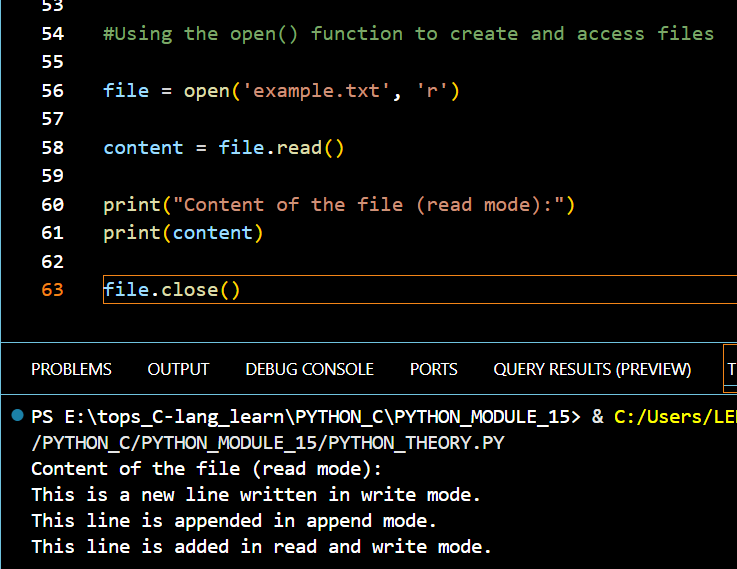 53
54 #Using the open() function to create and access files
55
56 file = open('example.txt', 'r')
57
58 content = file.read()
59
60 print("Content of the file (read mode):")
61 print(content)
62
63 file.close()
PROBLEMS OUTPUT DEBUG CONSOLE PORTS QUERY RESULTS (PREVIEW) T
PS E:\tops_C-lang_learn\PYTHON_C\PYTHON_MODULE_15> & C:/Users/LE
/PYTHON_C/PYTHON_MODULE_15/PYTHON_THEORY.PY
Content of the file (read mode):
This is a new line written in write mode.
This line is appended in append mode.
This line is added in read and write mode.